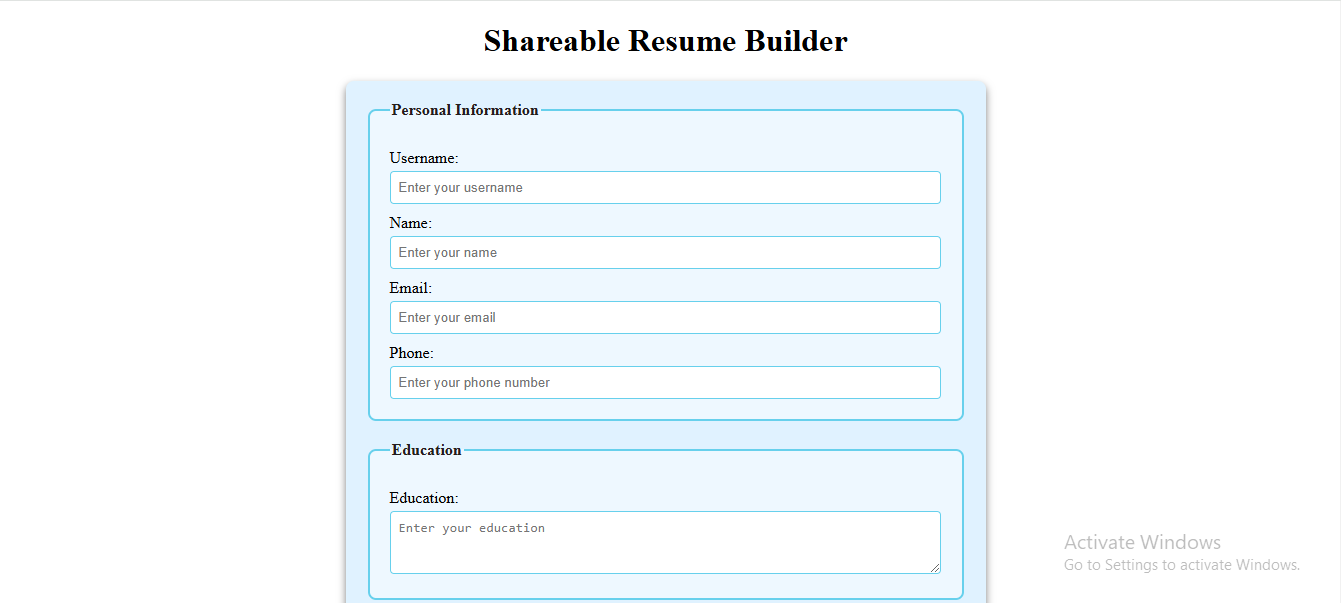 Shareable Resume Builder
Personal Information
Username:
Enter your username
Name:
Enter your name
Email:
Enter your email
Phone:
Enter your phone number
Education
Education:
Enter your education
Activate Windows
Go to Settings to activate Windows.